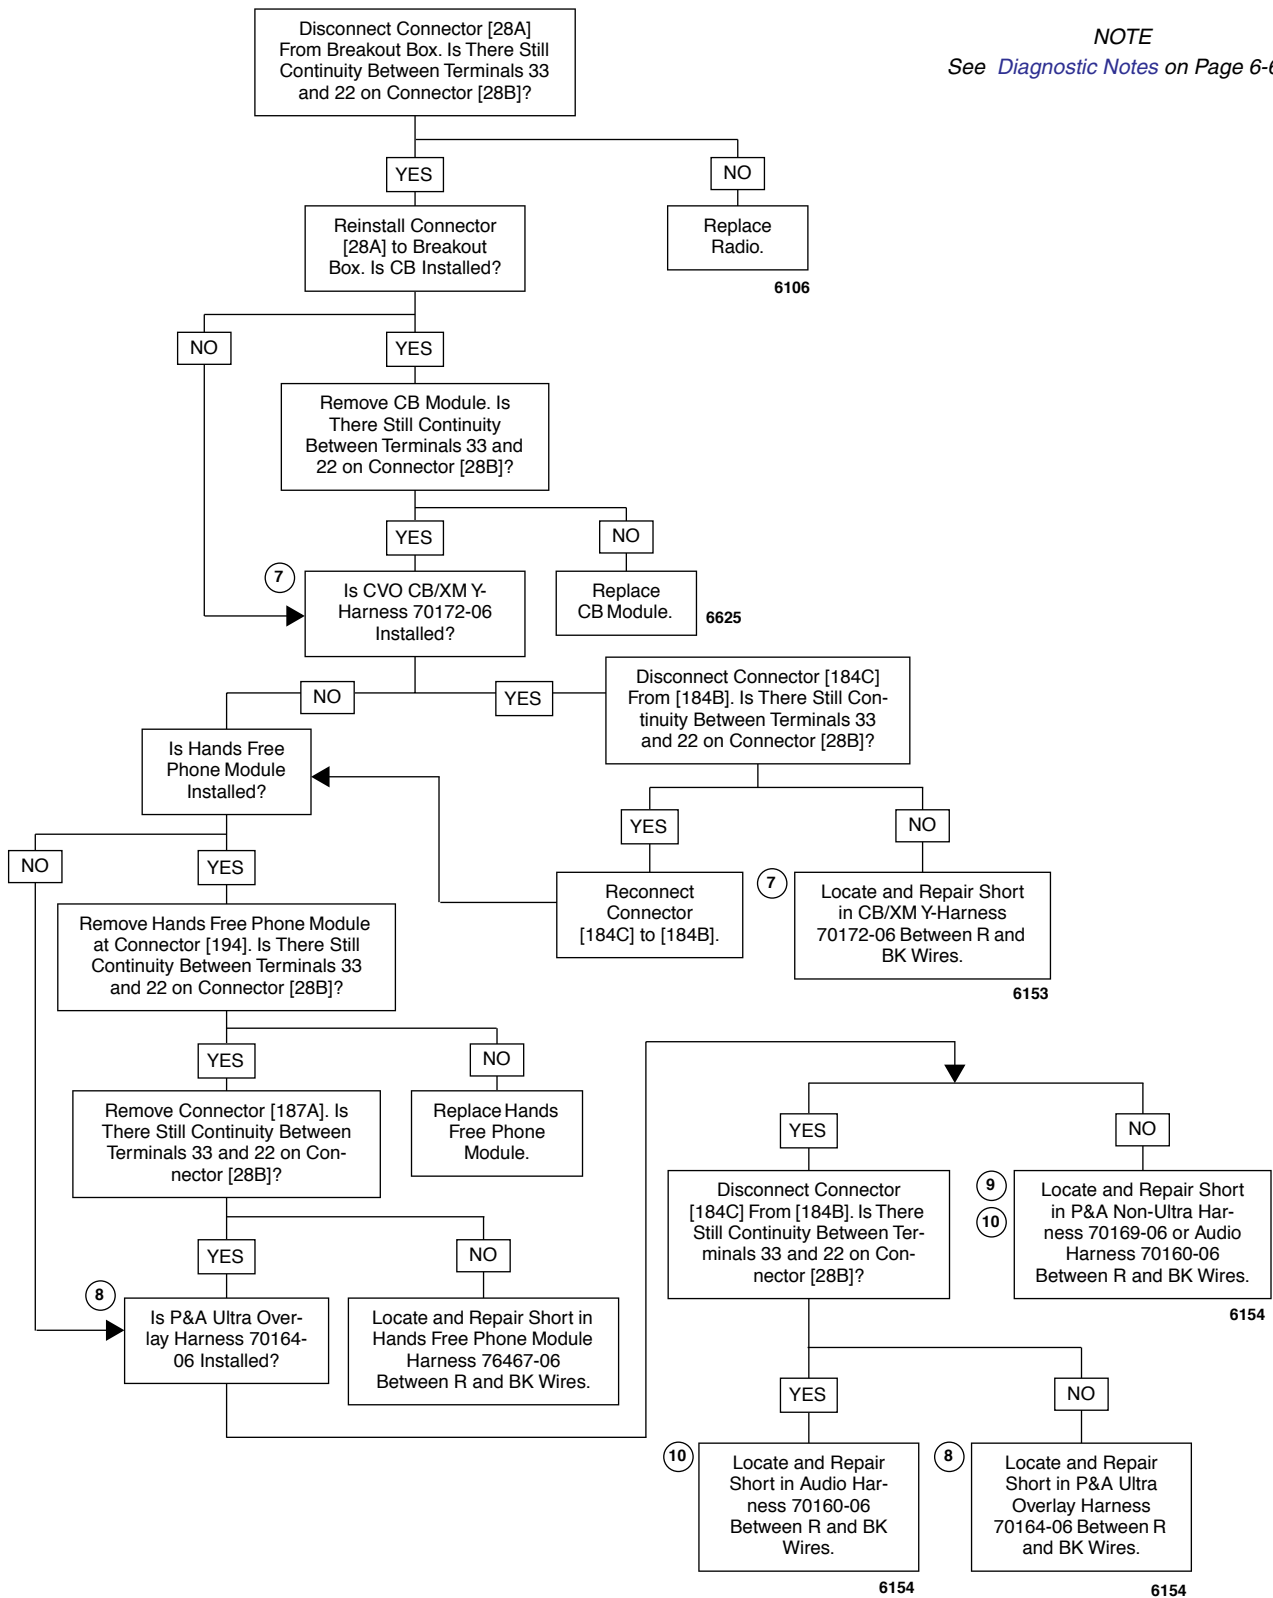 Disconnect Connector [28A]
From Breakout Box. Is There Still
Continuity Between Terminals 33
and 22 on Connector [28B]?
NOTE
See Diagnostic Notes on Page 6-6
YES
NO
Reinstall Connector
[28A] to Breakout
Box. Is CB Installed?
Replace
Radio.
6106
NO
YES
Remove CB Module. Is
There Still Continuity
Between Terminals 33 and
22 on Connector [28B]?
YES
NO
7
Is CVO CB/XM Y-
Harness 70172-06
Installed?
Replace
CB Module.
6625
NO
YES
Disconnect Connector [184C]
From [184B]. Is There Still Con-
tinuity Between Terminals 33
and 22 on Connector [28B]?
Is Hands Free
Phone Module
Installed?
YES
NO
NO
YES
Reconnect
Connector
[184C] to [184B].
7
Locate and Repair Short
in CB/XM Y-Harness
70172-06 Between R and
BK Wires.
6153
Remove Hands Free Phone Module
at Connector [194]. Is There Still
Continuity Between Terminals 33
and 22 on Connector [28B]?
YES
NO
Remove Connector [187A]. Is
There Still Continuity Between
Terminals 33 and 22 on Con-
nector [28B]?
Replace Hands
Free Phone
Module.
YES
NO
8
Is P&A Ultra Over-
lay Harness 70164-
06 Installed?
Locate and Repair Short in
Hands Free Phone Module
Harness 76467-06
Between R and BK Wires.
YES
NO
Disconnect Connector
[184C] From [184B]. Is There
Still Continuity Between Ter-
minals 33 and 22 on Con-
nector [28B]?
9
10
Locate and Repair Short
in P&A Non-Ultra Har-
ness 70169-06 or Audio
Harness 70160-06
Between R and BK Wires.
6154
YES
NO
10
Locate and Repair
Short in Audio Har-
ness 70160-06
Between R and BK
Wires.
6154
8
Locate and Repair
Short in P&A Ultra
Overlay Harness
70164-06 Between R
and BK Wires.
6154